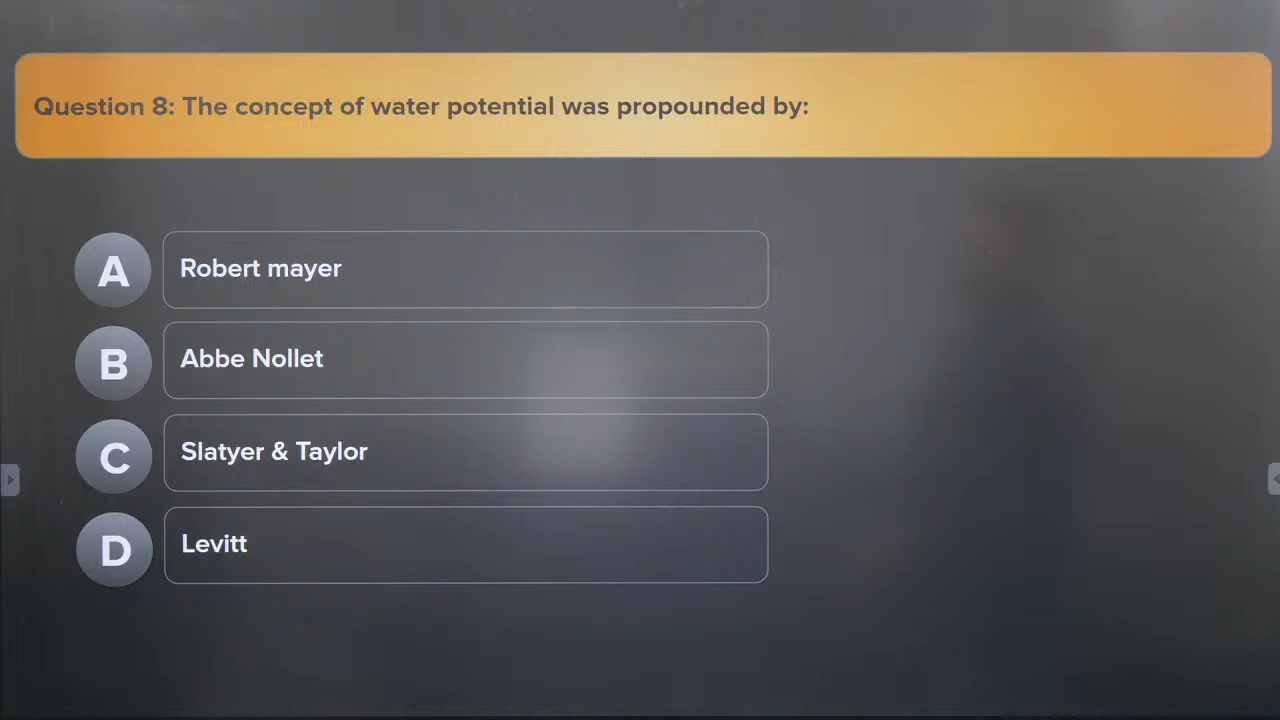 Question 8: The concept of water potential was propounded by:
A
Robert mayer
B
Abbe Nollet
C
Slatyer & Taylor
D
Levitt